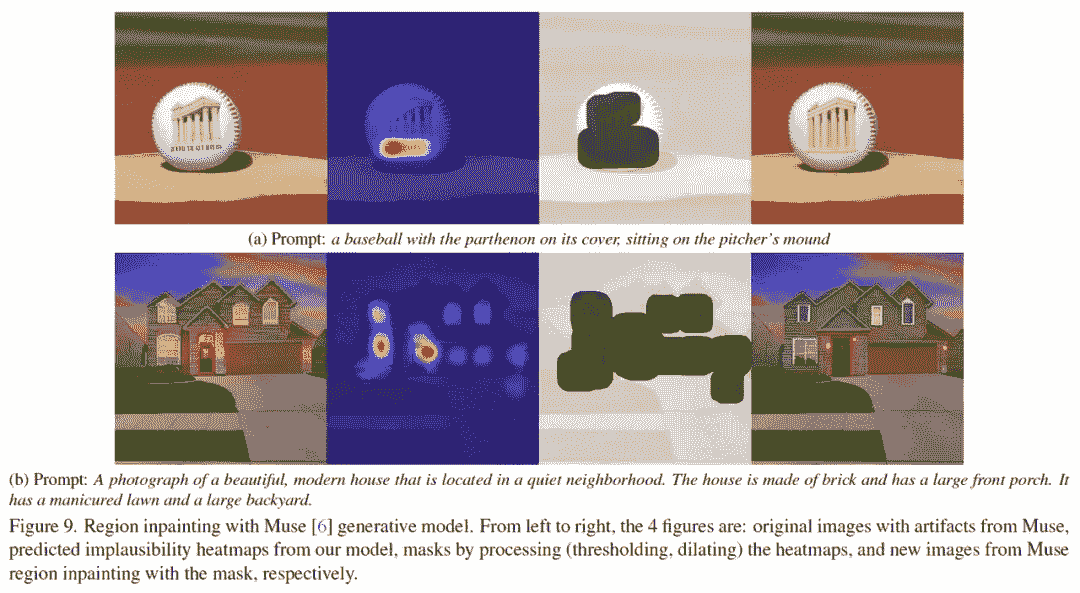 (a) Prompt: a baseball with the parthenon on its cover, sitting on the pitcher's mound
(b) Prompt: A photograph of a beautiful, modern house that is located in a quiet neighborhood. The house is made of brick and has a large front porch. It
has a manicured lawn and a large backyard.
Figure 9. Region inpainting with Muse [6] generative model. From left to right, the 4 figures are: original images with artifacts from Muse,
predicted implausibility heatmaps from our model, masks by processing (thresholding, dilating) the heatmaps, and new images from Muse
region inpainting with the mask, respectively.